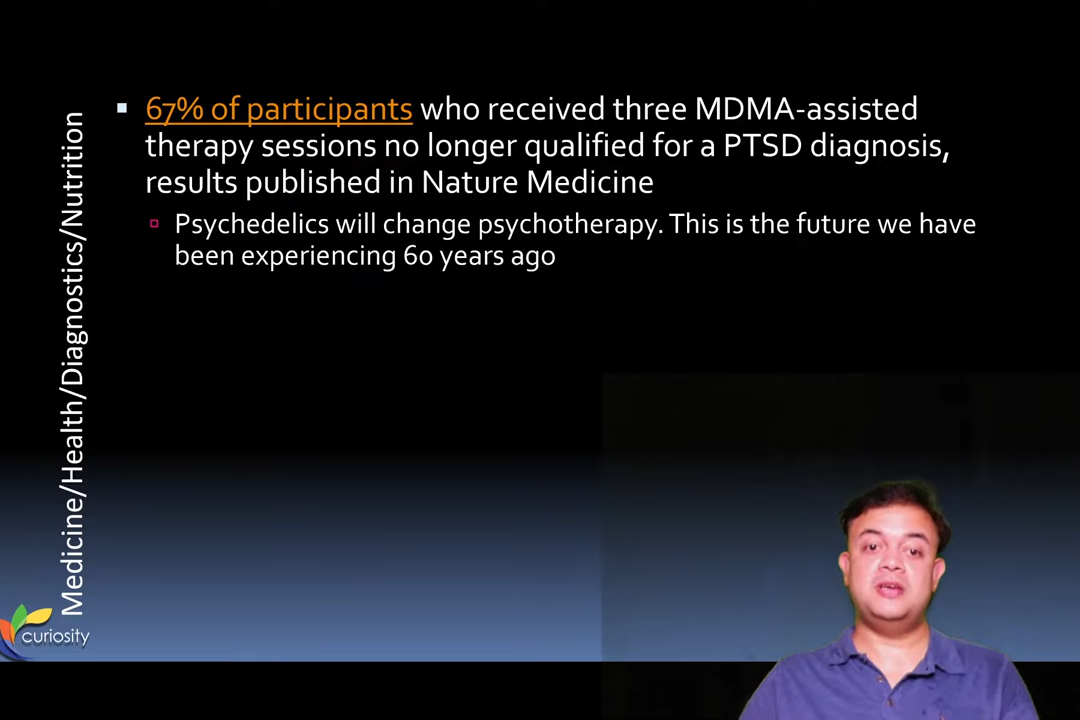 67% of participants who received three MDMA-assisted
therapy sessions no longer qualified for a PTSD diagnosis,
results published in Nature Medicine
Psychedelics will change psychotherapy. This is the future we have
been experiencing 60 years ago
Medicine/Health/Diagnostics/Nutrition
curiosity